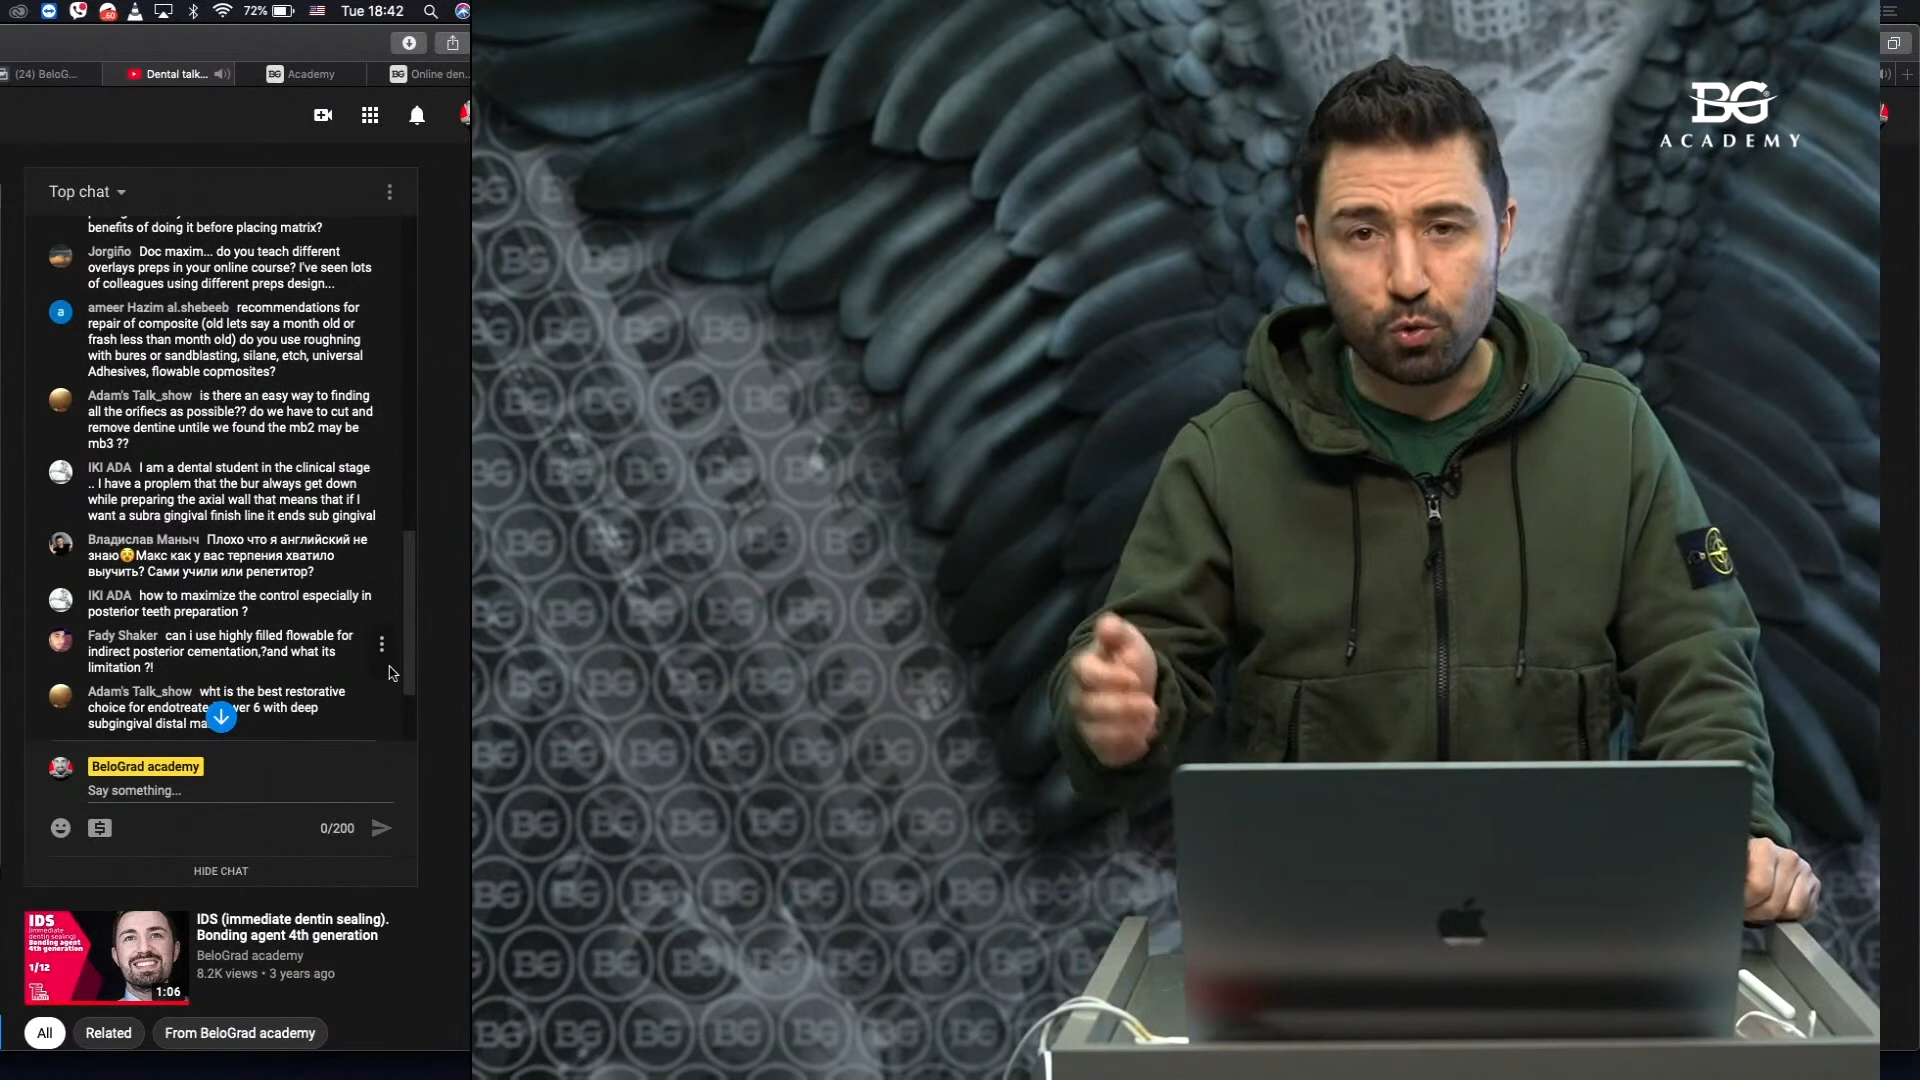 72%
Tue 18:42
(24) BeloG...
Dental talk...
BG Academy
BG Online den...
Top chat
benefits of doing it before placing matrix?
Jorgiño Doc maxim... do you teach different
overlays preps in your online course? I've seen lots
of colleagues using different preps design...
a
ameer Hazim al.shebeeb recommendations for
repair of composite (old lets say a month old or
frash less than month old) do you use roughning
with bures or sandblasting, silane, etch, universal
Adhesives, flowable copmosites?
Adam's Talk_show is there an easy way to finding
all the orifiecs as possible?? do we have to cut and
remove dentine untile we found the mb2 may be
mb3 ??
IKI ADA I am a dental student in the clinical stage
.. I have a proplem that the bur always get down
while preparing the axial wall that means that if I
want a subra gingival finish line it ends sub gingival
Владислав Маныч Плохо что я английский не
знаю😵Макс как у вас терпения хватило
выучить? Сами учили или репетитор?
IKI ADA how to maximize the control especially in
posterior teeth preparation ?
Fady Shaker can i use highly filled flowable for
indirect posterior cementation,?and what its
limitation ?!
Adam's Talk_show wht is the best restorative
choice for endotreate wer 6 with deep
subgingival distal ma
BeloGrad academy
Say something...
0/200
HIDE CHAT
IDS
(immediate
dentin sealing)
Bonding agent
4th generation
1/12
1:06
IDS (immediate dentin sealing).
Bonding agent 4th generation
BeloGrad academy
8.2K views • 3 years ago
All
Related
From BeloGrad academy
BG
ACADEMY